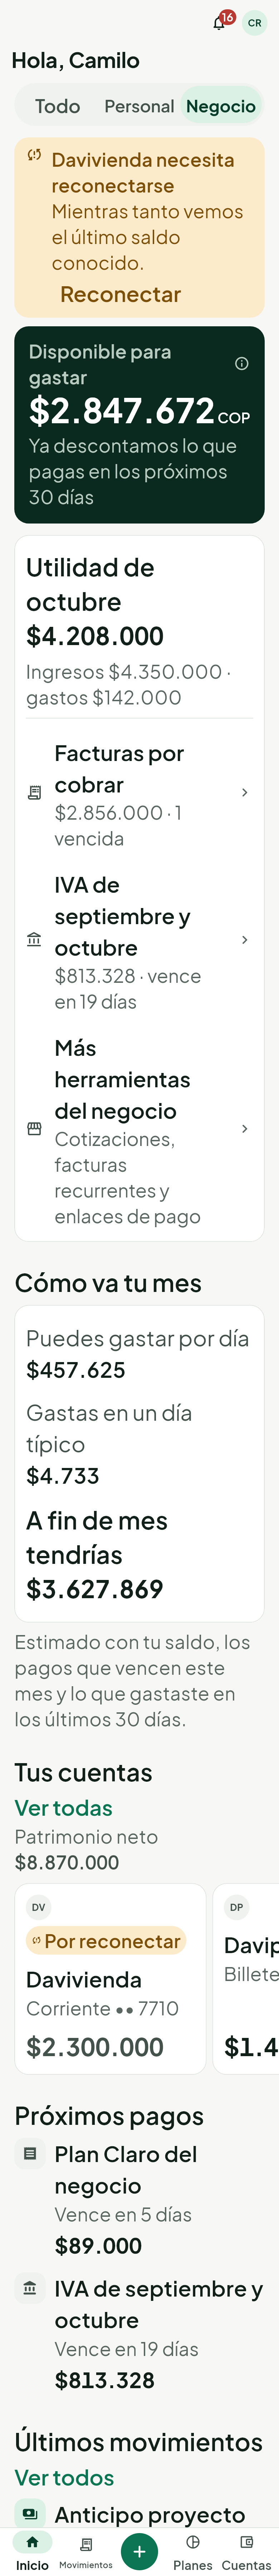 16
CR
Hola, Camilo
Todo Personal Negocio
Davivienda necesita
reconectarse
Mientras tanto vemos
el último saldo
conocido.
Reconectar
Disponible para
gastar
$2.847.672 COP
Ya descontamos lo que
pagas en los próximos
30 días
Utilidad de
octubre
$4.208.000
Ingresos $4.350.000 ·
gastos $142.000
Facturas por
cobrar
$2.856.000 · 1
vencida
IVA de
septiembre y
octubre
$813.328 · vence
en 19 días
Más
herramientas
del negocio
Cotizaciones,
facturas
recurrentes y
enlaces de pago
Cómo va tu mes
Puedes gastar por día
$457.625
Gastas en un día
típico
$4.733
A fin de mes
tendrías
$3.627.869
Estimado con tu saldo, los
pagos que vencen este
mes y lo que gastaste en
los últimos 30 días.
Tus cuentas
Ver todas
Patrimonio neto
$8.870.000
DV
Por reconectar
Davivienda
Corriente •• 7710
$2.300.000
DP
Davip
Billete
$1.4
Próximos pagos
Plan Claro del
negocio
Vence en 5 días
$89.000
IVA de septiembre y
octubre
Vence en 19 días
$813.328
Últimos movimientos
Ver todos
Anticipo proyecto
Inicio Movimientos Planes Cuentas